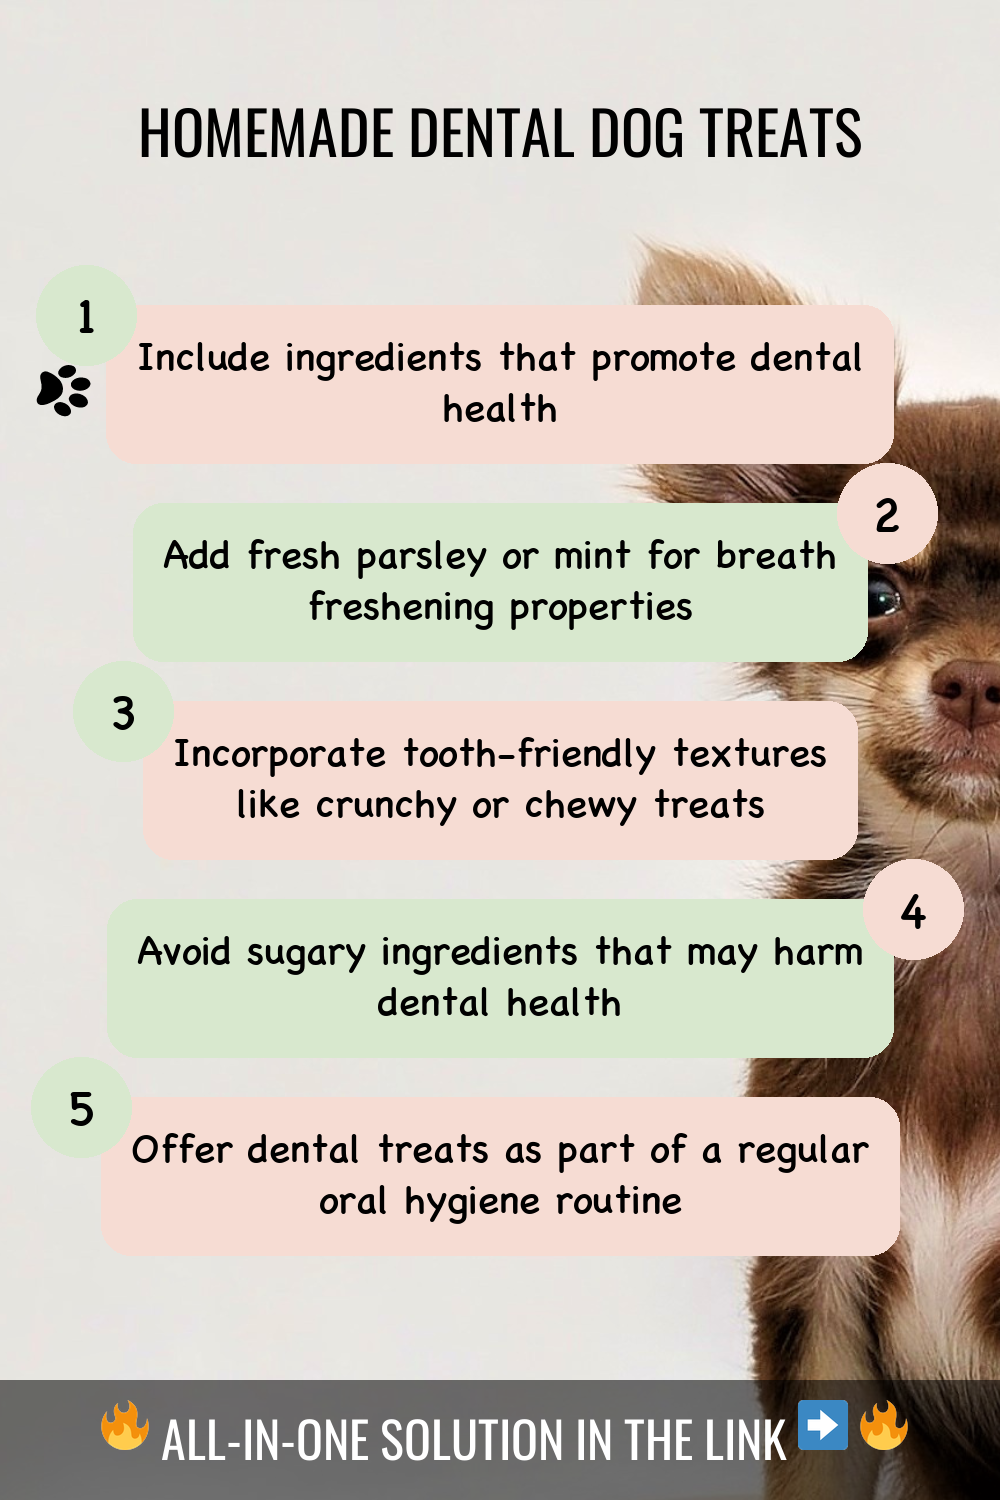 HOMEMADE DENTAL DOG TREATS
1
Include ingredients that promote dental
health
2
Add fresh parsley or mint for breath
freshening properties
3
Incorporate tooth-friendly textures
like crunchy or chewy treats
4
Avoid sugary ingredients that may harm
dental health
5
Offer dental treats as part of a regular
oral hygiene routine
🔥 ALL-IN-ONE SOLUTION IN THE LINK ➡️ 🔥